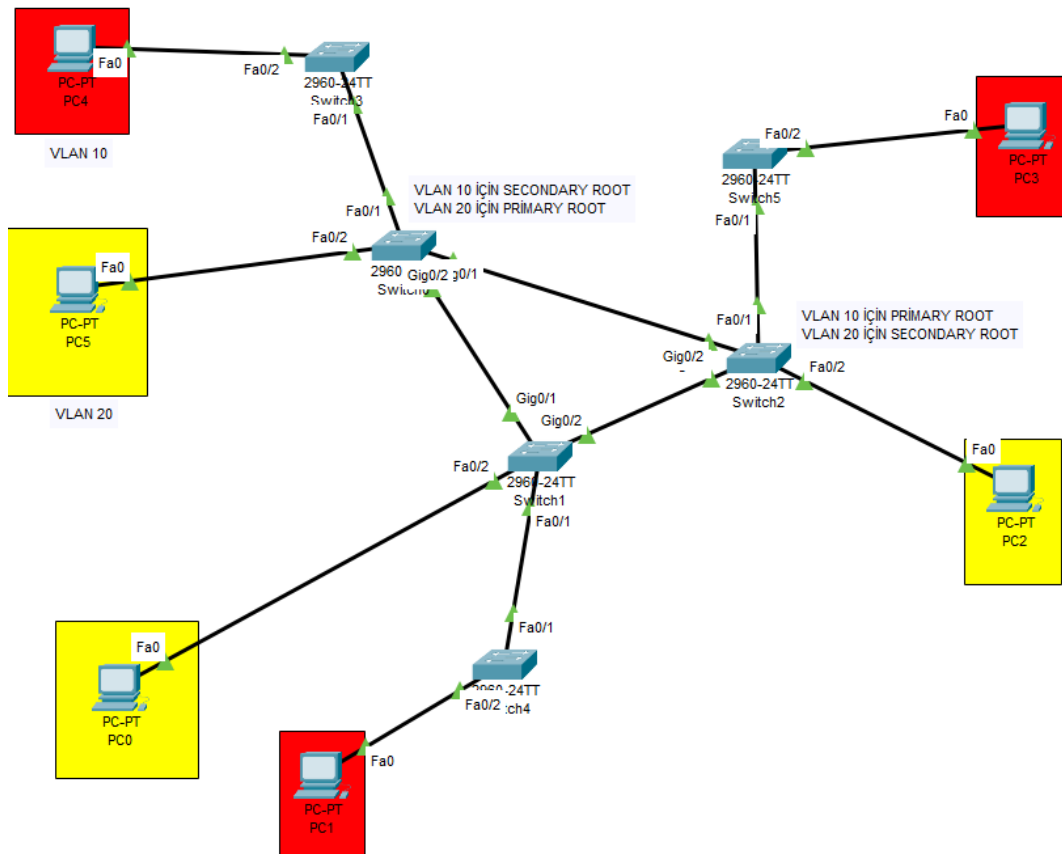 Fa0
PC-PT
PC4
VLAN 10
Fa0/2
2960-24TT
Switch3
Fa0/1
Fa0/1
VLAN 10 İÇİN SECONDARY ROOT
VLAN 20 İÇİN PRIMARY ROOT
Fa0/2
Gig0/2
2960
Fa0
PC-PT
PC5
VLAN 20
Fa0/2
2960-24TT
Switch5
Fa0/1
Fa0
PC-PT
PC3
Fa0/1
VLAN 10 İÇİN PRIMARY ROOT
VLAN 20 İÇİN SECONDARY ROOT
Gig0/2
Fa0/2
2960-24TT
Switch2
Gig0/1
Gig0/2
Fa0/2
2960-24TT
Switch1
Fa0/1
Fa0
PC-PT
PC2
Fa0/1
Fa0/2
Fa0
PC-PT
PC0
Fa0
PC-PT
PC1